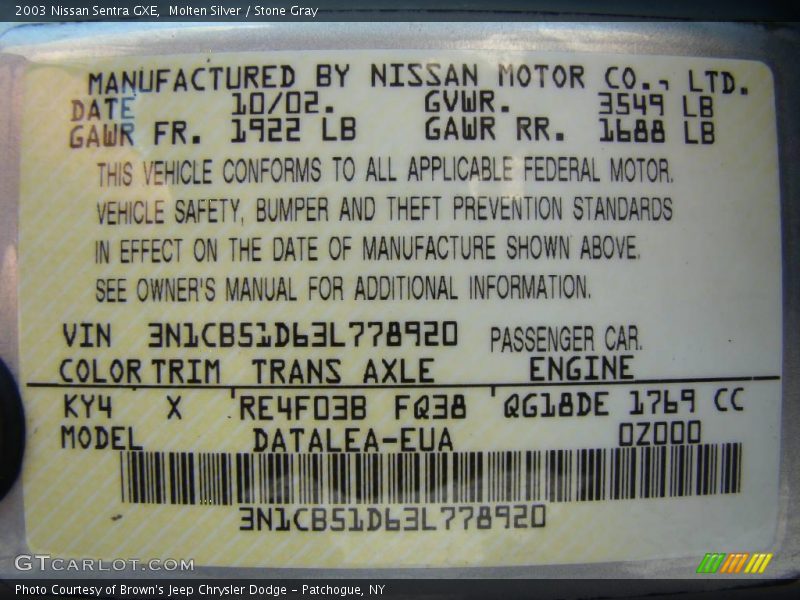 2003 Nissan Sentra GXE,  Molten Silver / Stone Gray
MANUFACTURED BY NISSAN MOTOR CO., LTD.
DATE 10/02. GVWR. 3549 LB
GAWR FR. 1922 LB GAWR RR. 1688 LB
THIS VEHICLE CONFORMS TO ALL APPLICABLE FEDERAL MOTOR.
VEHICLE SAFETY, BUMPER AND THEFT PREVENTION STANDARDS
IN EFFECT ON THE DATE OF MANUFACTURE SHOWN ABOVE.
SEE OWNER'S MANUAL FOR ADDITIONAL INFORMATION.
VIN 3N1CB51D63L778920 PASSENGER CAR.
COLOR TRIM TRANS AXLE ENGINE
KY4 X RE4F03B FQ38 QG18DE 1769 CC
MODEL DATALEA-EUA 0Z000
3N1CB51D63L778920
GTCARLOT.COM
Photo Courtesy of Brown's Jeep Chrysler Dodge – Patchogue, NY